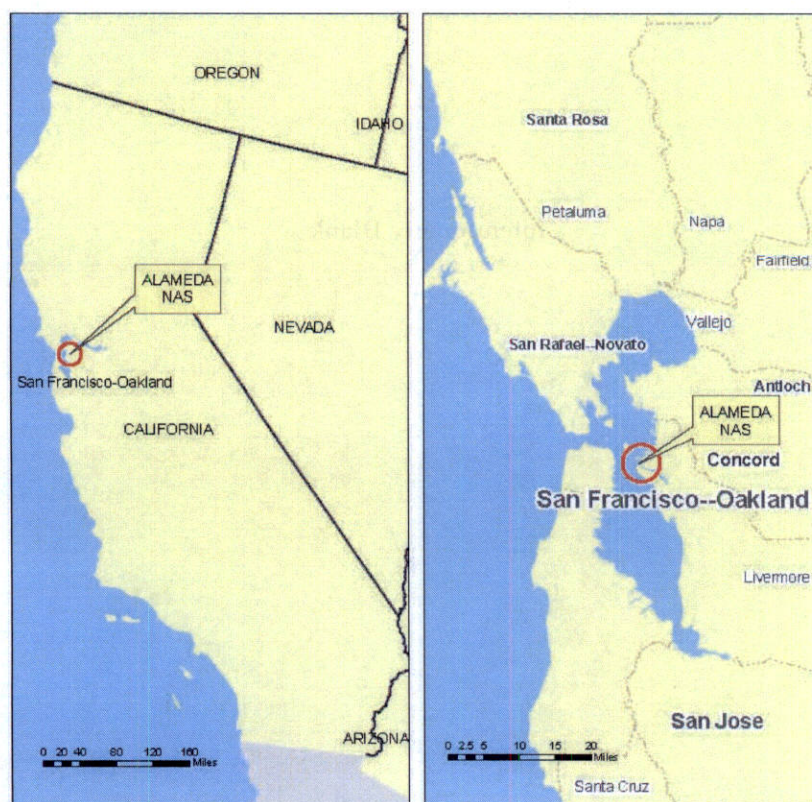 OREGON
IDAHO
ALAMEDA
NAS
NEVADA
San Francisco-Oakland
CALIFORNIA
ARIZONA
0 20 40 80 120 160
Miles
Santa Rosa
Petaluma
Napa
Fairfield
Vallejo
San Rafael--Novato
Antioch
ALAMEDA
NAS
Concord
San Francisco--Oakland
Livermore
San Jose
0 2.5 5 10 15 20
Miles
Santa Cruz